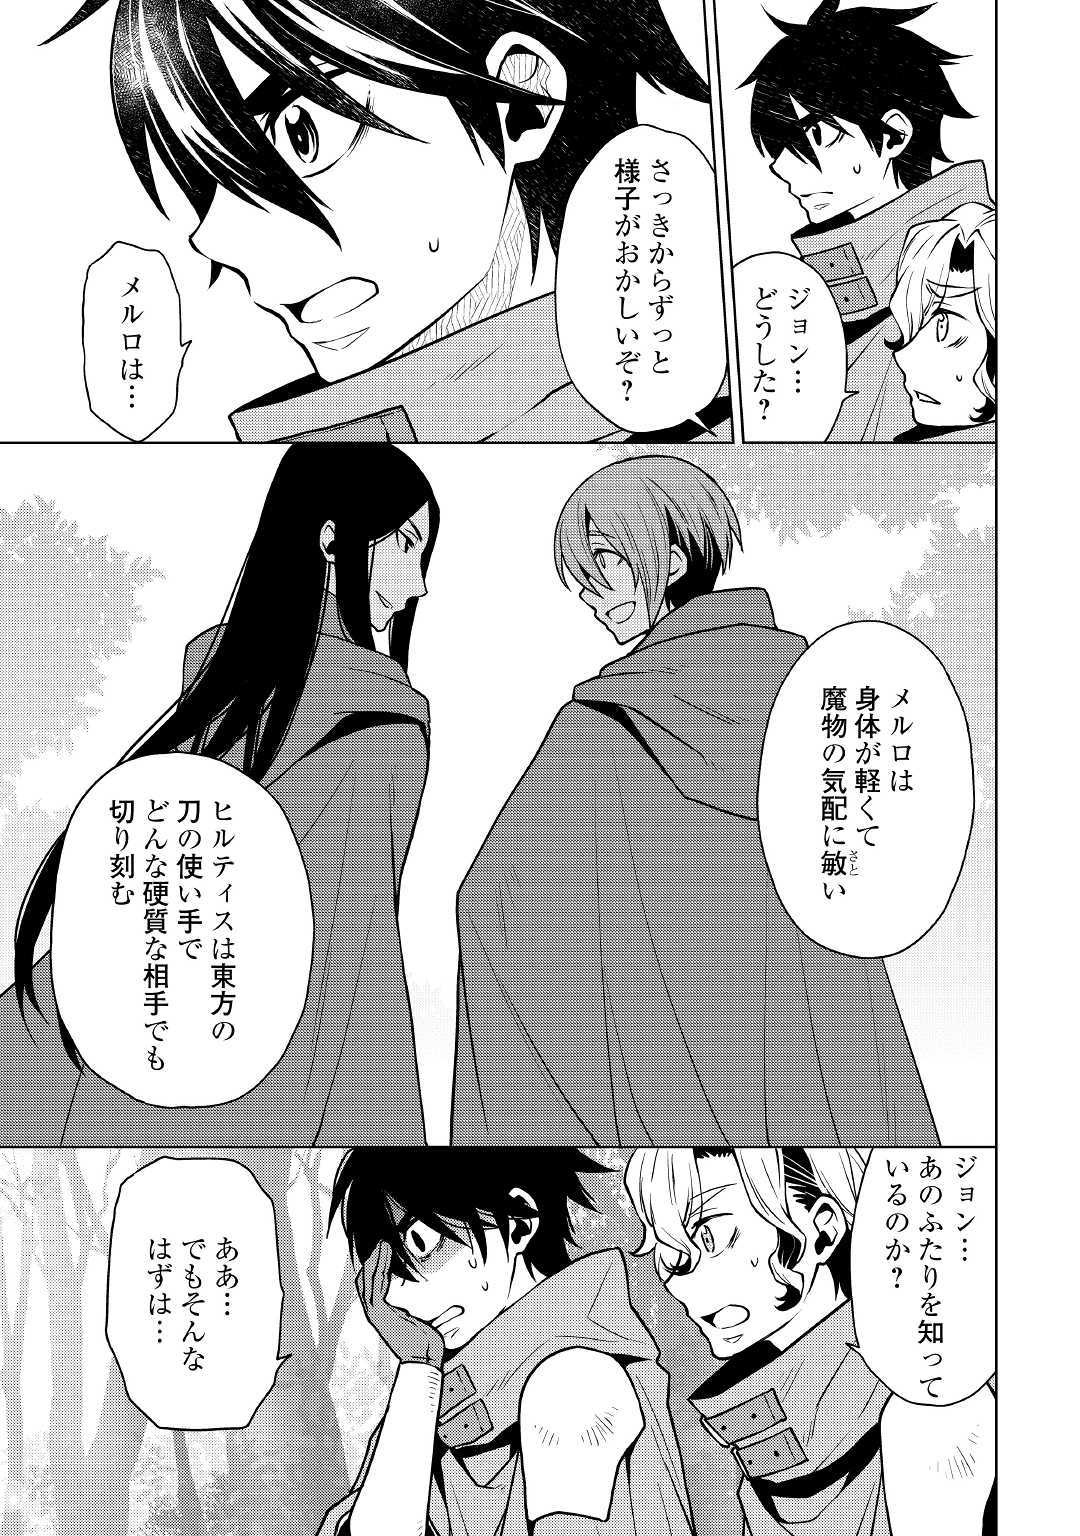 ジョン…
どうした？
さっきからずっと
様子がおかしいぞ？
メルロは…
メルロは
身体が軽くて
魔物の気配に敏い
さと
ヒルティスは東方の
刀の使い手で
どんな硬質な相手でも
切り刻む
ジョン…
あのふたりを知って
いるのか？
ああ…
でもそんな
はずは…